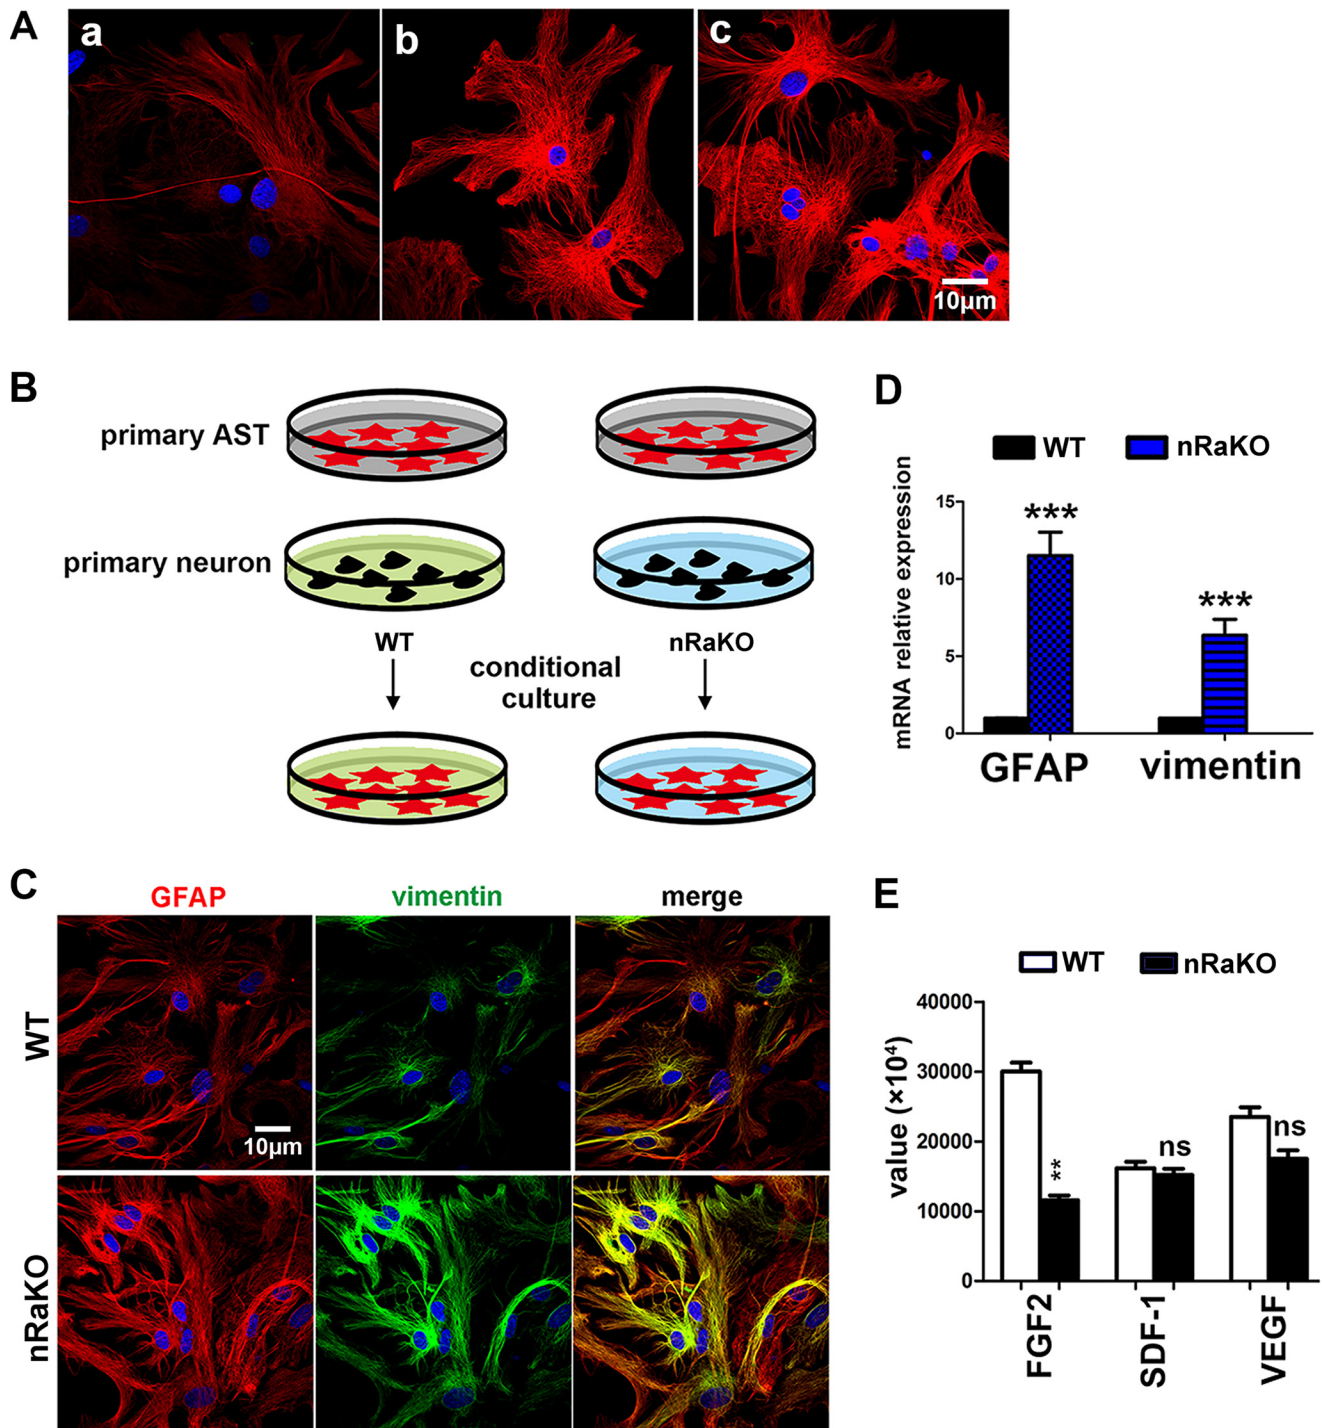 A
a
b
c
10μm
B
primary AST
primary neuron
WT
nRaKO
conditional
culture
D
WT
nRaKO
mRNA relative expression
15
10
5
0
***
***
GFAP
vimentin
C
GFAP
vimentin
merge
WT
10μm
nRaKO
E
WT
nRaKO
value (×10⁴)
40000
30000
20000
10000
0
**
ns
ns
FGF2
SDF-1
VEGF